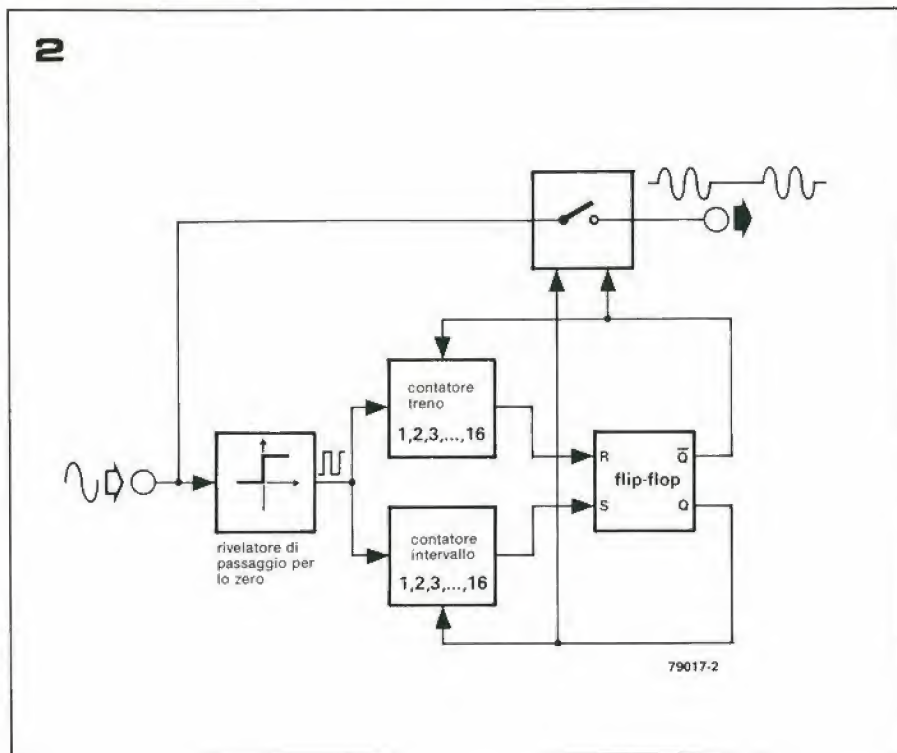 2
contatore
treno
1,2,3,...,16
R
Q̅
flip-flop
S
Q
rivelatore di
passaggio per
lo zero
contatore
intervallo
1,2,3,...,16
79017-2